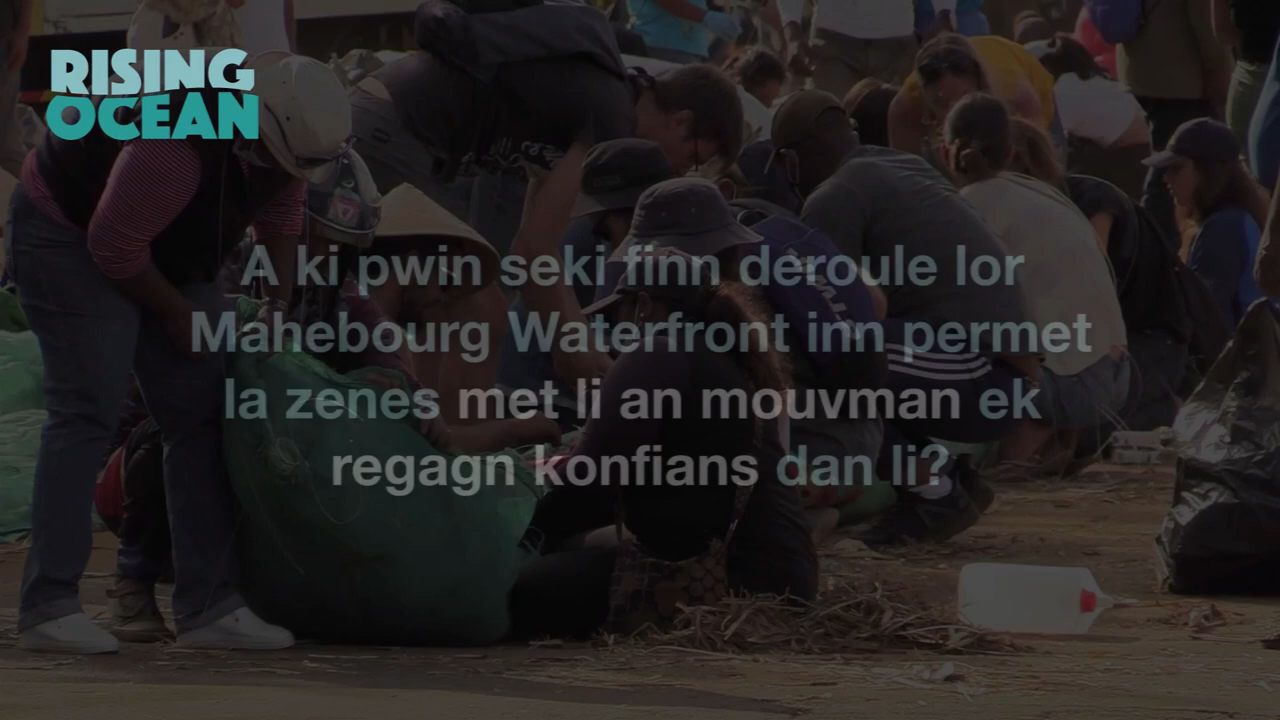 RISING
OCEAN
A ki pwin seki finn deroule lor
Mahebourg Waterfront inn permet
la zenes met li an mouvman ek
regagn konfians dan li?